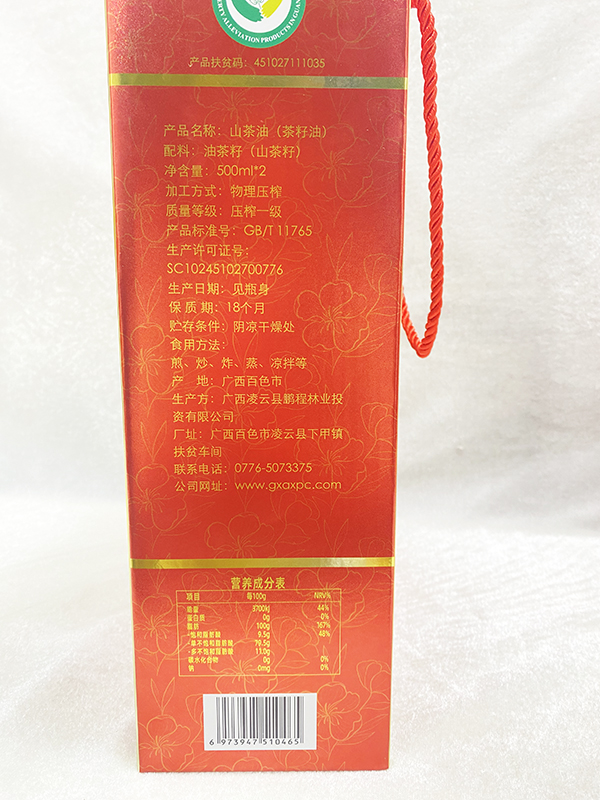 ERTY ALLEVIATION PRODUCTS IN GUAN
产品扶贫码：451027111035
产品名称：山茶油（茶籽油）
配料：油茶籽（山茶籽）
净含量：500ml*2
加工方式：物理压榨
质量等级：压榨一级
产品标准号：GB/T 11765
生产许可证号：
SC10245102700776
生产日期：见瓶身
保 质 期：18个月
贮存条件：阴凉干燥处
食用方法：
煎、炒、炸、蒸、凉拌等
产 地：广西百色市
生产方：广西凌云县鹏程林业投
资有限公司
厂址：广西百色市凌云县下甲镇
扶贫车间
联系电话：0776-5073375
公司网址：www.gxaxpc.com
营养成分表
项目 每100g NRV%
能量 3700kj 44%
蛋白质 0g 0%
脂肪 100g 167%
-饱和脂肪酸 9.5g 48%
-单不饱和脂肪酸 79.5g
-多不饱和脂肪酸 11.0g
碳水化合物 0g 0%
钠 0mg 0%
6 973947 510465